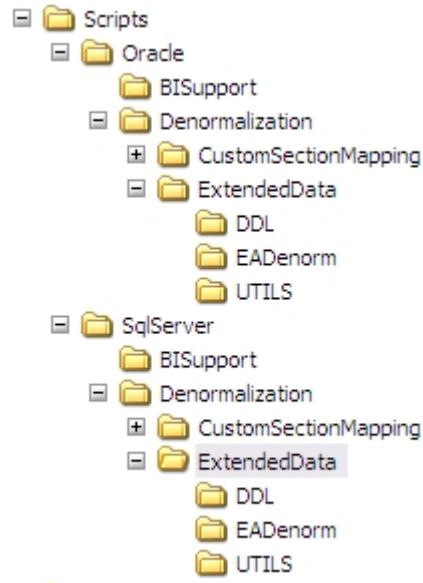 Scripts
Oracle
BISupport
Denormalization
CustomSectionMapping
ExtendedData
DDL
EADenorm
UTILS
SqlServer
BISupport
Denormalization
CustomSectionMapping
ExtendedData
DDL
EADenorm
UTILS